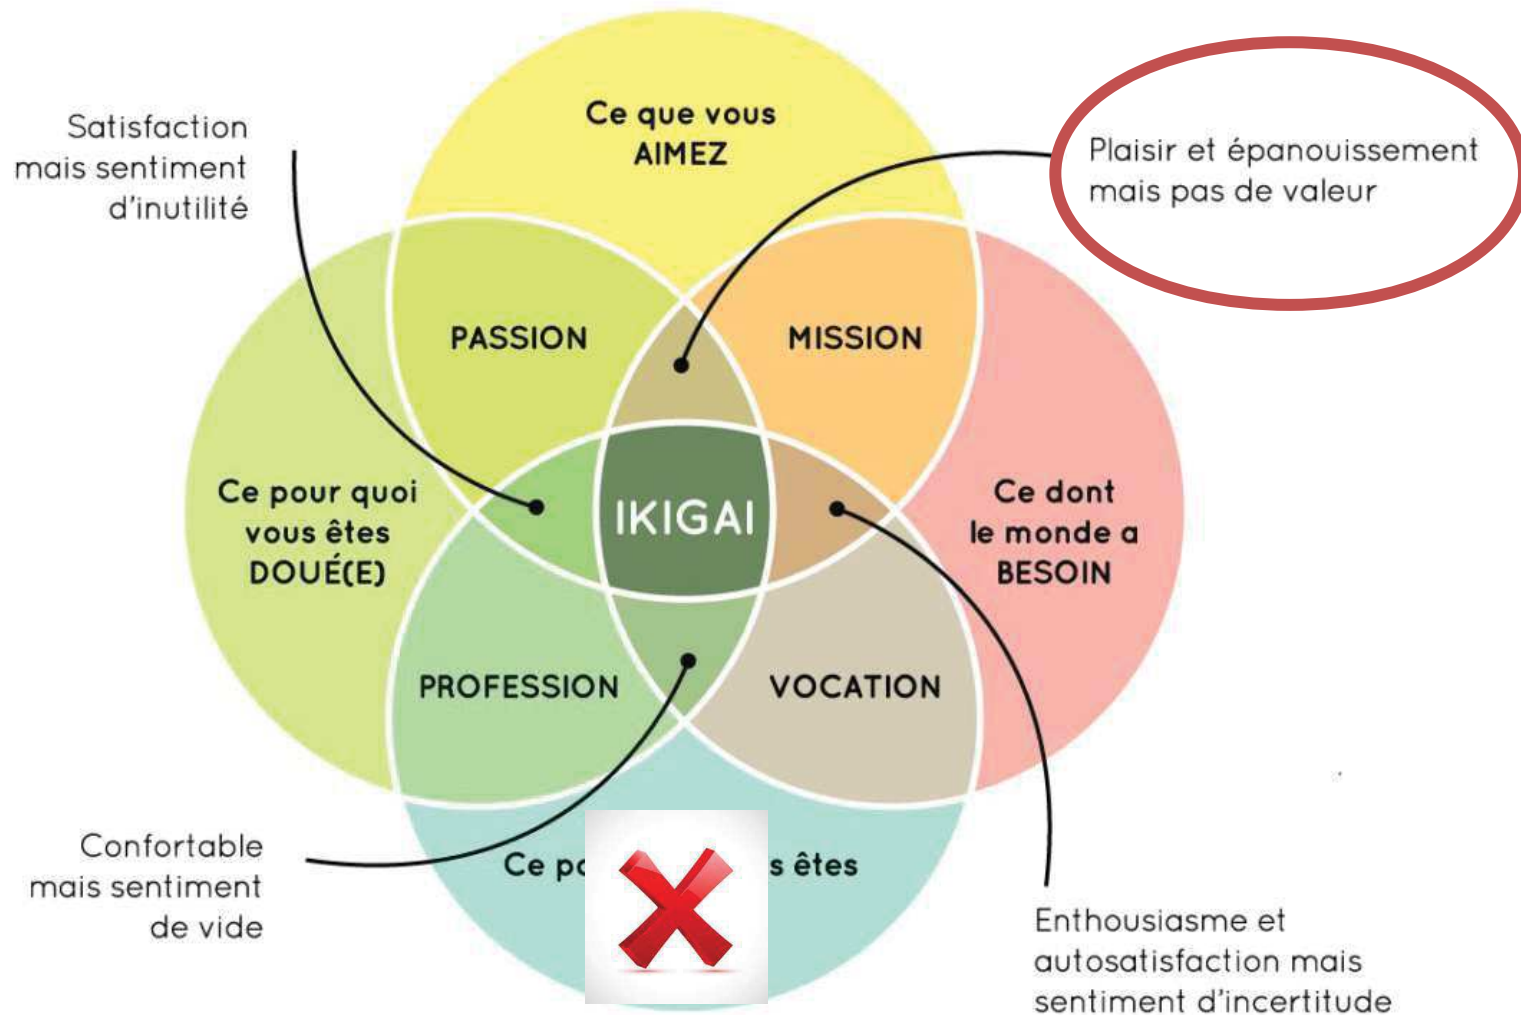 Ce que vous
AIMEZ
Satisfaction
mais sentiment
d'inutilité
Plaisir et épanouissement
mais pas de valeur
PASSION
MISSION
Ce pour quoi
vous êtes
DOUÉ(E)
IKIGAI
Ce dont
le monde a
BESOIN
PROFESSION
VOCATION
Confortable
mais sentiment
de vide
Ce êtes
Enthousiasme et
autosatisfaction mais
sentiment d'incertitude